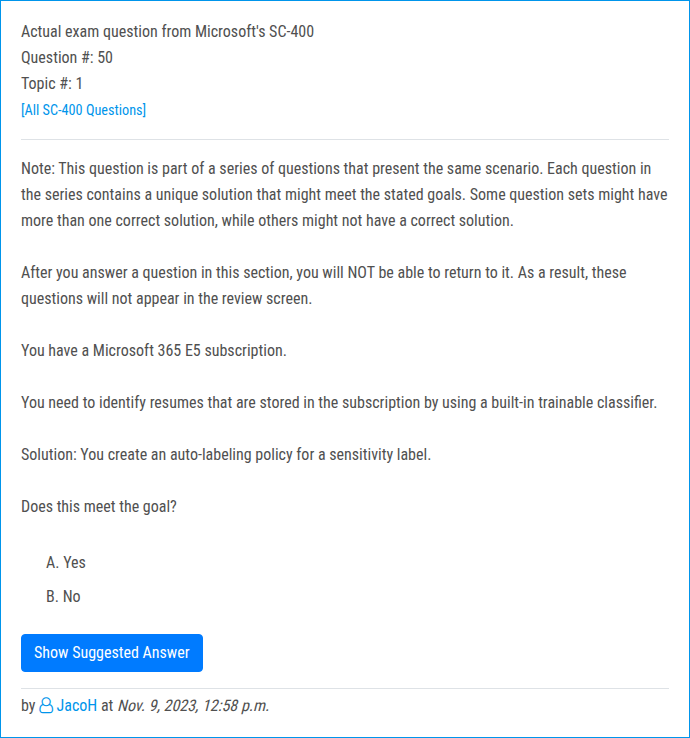 Actual exam question from Microsoft's SC-400
Question #: 50
Topic #: 1
[All SC-400 Questions]
Note: This question is part of a series of questions that present the same scenario. Each question in
the series contains a unique solution that might meet the stated goals. Some question sets might have
more than one correct solution, while others might not have a correct solution.
After you answer a question in this section, you will NOT be able to return to it. As a result, these
questions will not appear in the review screen.
You have a Microsoft 365 E5 subscription.
You need to identify resumes that are stored in the subscription by using a built-in trainable classifier.
Solution: You create an auto-labeling policy for a sensitivity label.
Does this meet the goal?
A. Yes
B. No
Show Suggested Answer
by JacoH at Nov. 9, 2023, 12:58 p.m.